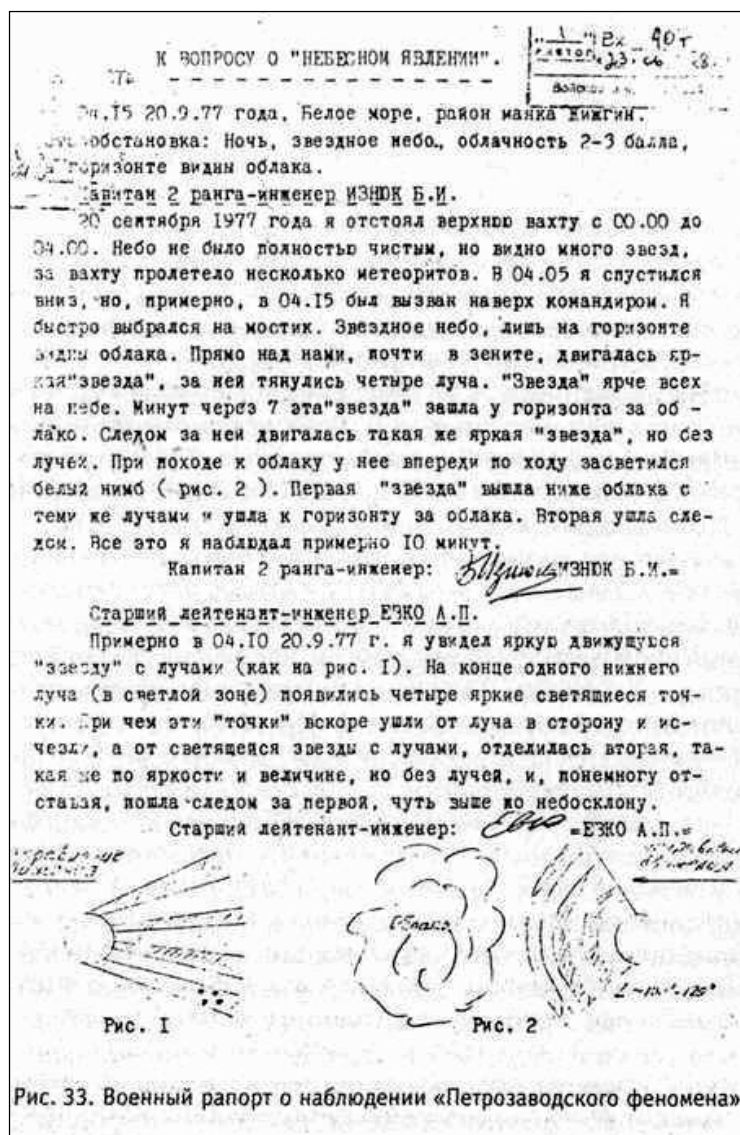 К ВОПРОСУ О "НЕБЕСНОМ ЯВЛЕНИИ".
Вх 90т
23.06
04.15 20.9.77 года, Белое море, район маяка Жижгин.
обстановка: Ночь, звездное небо, облачность 2-3 балла,
горизонте видны облака.
Капитан 2 ранга-инженер ИЗНЮК Б.И.
20 сентября 1977 года я отстоял верхнюю вахту с 00.00 до
04.00. Небо не было полностью чистым, но видно много звезд,
за вахту пролетело несколько метеоритов. В 04.05 я спустился
вниз, но, примерно, в 04.15 был вызван наверх командиром. Я
быстро выбрался на мостик. Звездное небо, лишь на горизонте
видны облака. Прямо над нами, почти в зените, двигалась яр-
кая "звезда", за ней тянулись четыре луча. "Звезда" ярче всех
на небе. Минут через 7 эта "звезда" зашла у горизонта за об -
лако. Следом за ней двигалась такая же яркая "звезда", но без
лучей. При походе к облаку у нее впереди по ходу засветился
белый нимб ( рис. 2 ). Первая "звезда" вышла ниже облака с
теми же лучами и ушла к горизонту за облака. Вторая ушла сле-
дом. Все это я наблюдал примерно 10 минут.
Капитан 2 ранга-инженер: ИЗНЮК Б.И.=
Старший лейтенант-инженер ЕЗКО А.П.
Примерно в 04.10 20.9.77 г. я увидел яркую движущуюся
"звезду" с лучами (как на рис. I). На конце одного нижнего
луча (в светлой зоне) появились четыре яркие светящиеся точ-
ки. При чем эти "точки" вскоре ушли от луча в сторону и ис-
чезли, а от светящейся звезды с лучами, отделилась вторая, та-
кая же по яркости и величине, но без лучей, и, понемногу от-
ставая, пошла следом за первой, чуть выше по небосклону.
Старший лейтенант-инженер: =ЕЗКО А.П.=
направление
движения
облако
Рис. I
Рис. 2
Рис. 33. Военный рапорт о наблюдении «Петрозаводского феномена»